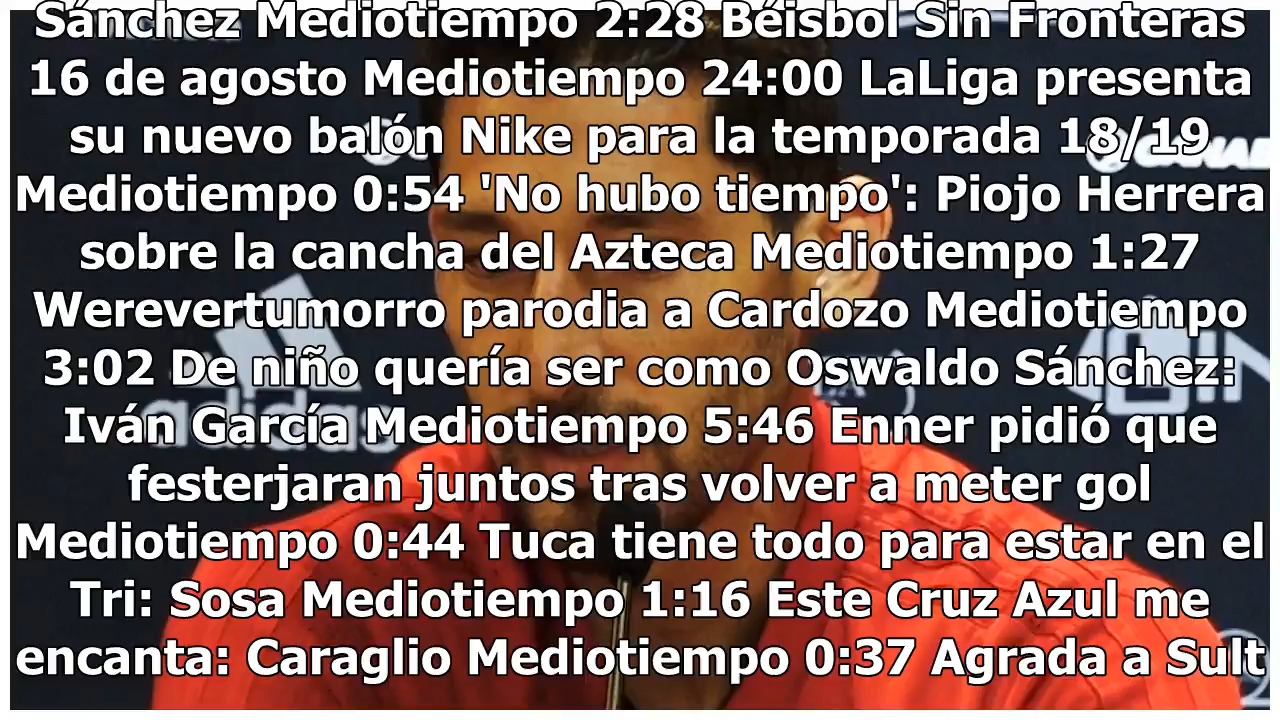 Sánchez Mediotiempo 2:28 Béisbol Sin Fronteras
16 de agosto Mediotiempo 24:00 LaLiga presenta
su nuevo balón Nike para la temporada 18/19
Mediotiempo 0:54 'No hubo tiempo': Piojo Herrera
sobre la cancha del Azteca Mediotiempo 1:27
Werevertumorro parodia a Cardozo Mediotiempo
3:02 De niño quería ser como Oswaldo Sánchez:
Iván García Mediotiempo 5:46 Enner pidió que
festerjaran juntos tras volver a meter gol
Mediotiempo 0:44 Tuca tiene todo para estar en el
Tri: Sosa Mediotiempo 1:16 Este Cruz Azul me
encanta: Caraglio Mediotiempo 0:37 Agrada a Sult
adidas